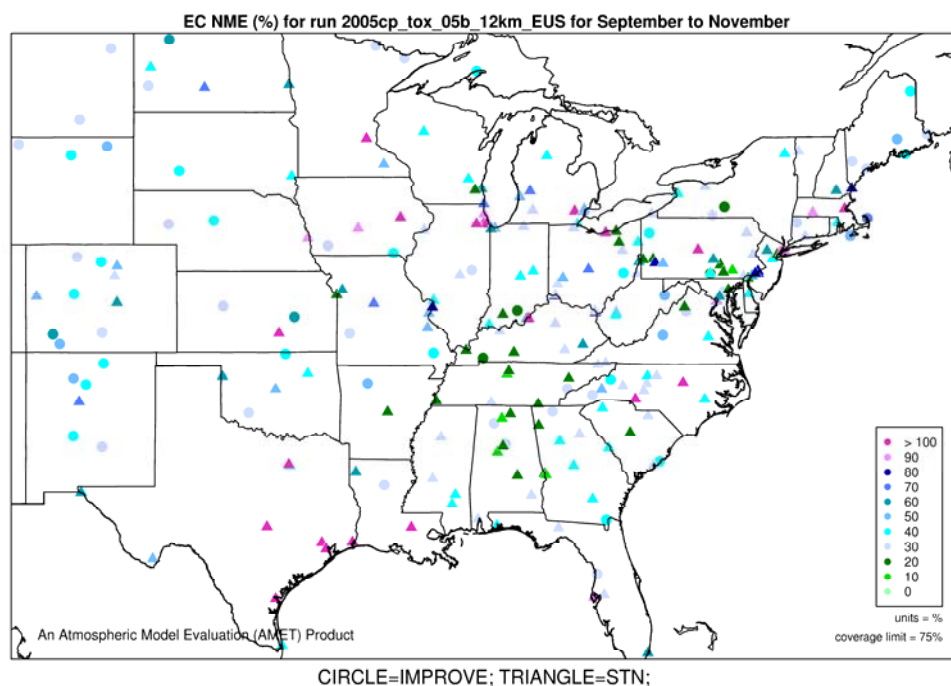 EC NME (%) for run 2005cp_tox_05b_12km_EUS for September to November
> 100
90
80
70
60
50
40
30
20
10
0
units = %
coverage limit = 75%
An Atmospheric Model Evaluation (AMET) Product
CIRCLE=IMPROVE; TRIANGLE=STN;